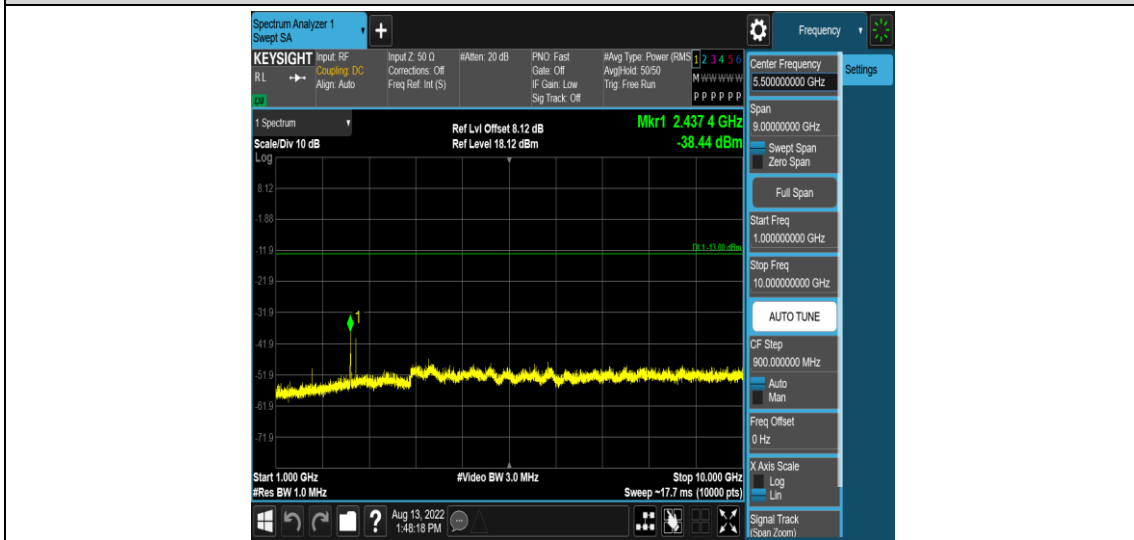 Spectrum Analyzer 1
Swept SA
Frequency
KEYSIGHT
RL
Input: RF
Coupling: DC
Align: Auto
Input Z: 50 Ω
Corrections: Off
Freq Ref: Int (S)
#Atten: 20 dB
PNO: Fast
Gate: Off
IF Gain: Low
Sig Track: Off
#Avg Type: Power (RMS
Avg|Hold: 50/50
Trig: Free Run
1 2 3 4 5 6
M W W W W W
P P P P P P
Center Frequency
5.500000000 GHz
Settings
Span
9.00000000 GHz
Swept Span
Zero Span
Full Span
Start Freq
1.000000000 GHz
Stop Freq
10.000000000 GHz
AUTO TUNE
CF Step
900.000000 MHz
Auto
Man
Freq Offset
0 Hz
X Axis Scale
Log
Lin
Signal Track
(Span Zoom)
1 Spectrum
Scale/Div 10 dB
Log
Ref Lvl Offset 8.12 dB
Ref Level 18.12 dBm
Mkr1 2.437 4 GHz
-38.44 dBm
8.12
-1.88
-11.9
DL1 -13.00 dBm
-21.9
-31.9
1
-41.9
-51.9
-61.9
-71.9
Start 1.000 GHz
#Video BW 3.0 MHz
Stop 10.000 GHz
#Res BW 1.0 MHz
Sweep ~17.7 ms (10000 pts)
?
Aug 13, 2022
1:48:18 PM